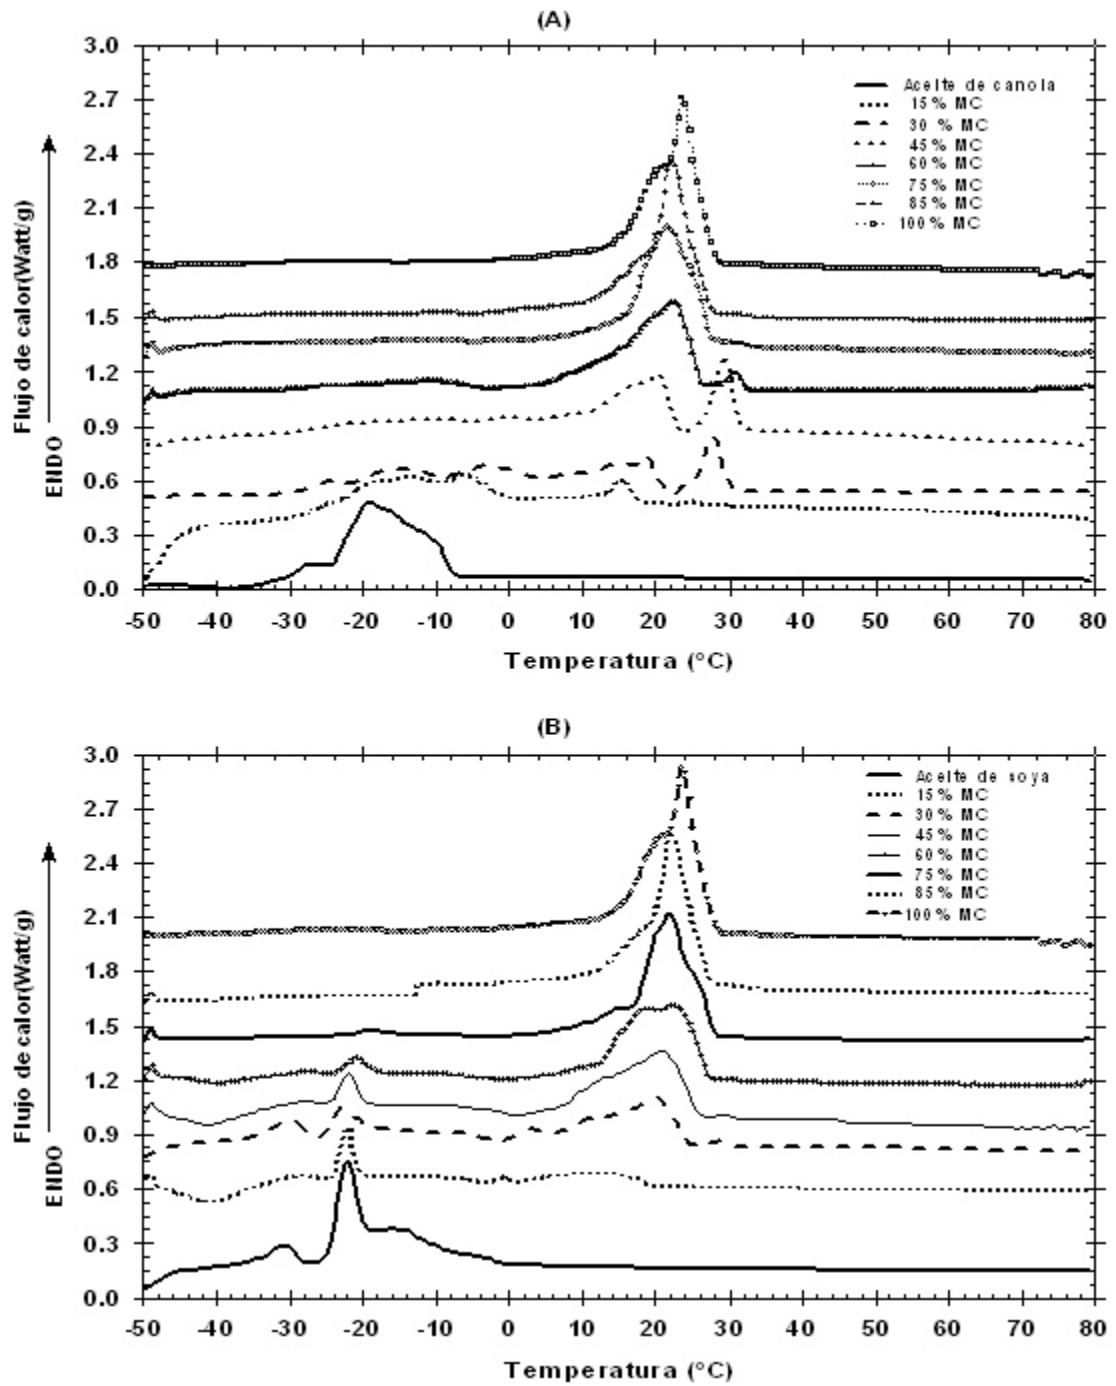 (A)
3.0
2.7
2.4
2.1
1.8
1.5
1.2
0.9
0.6
0.3
0.0
Flujo de calor(Watt/g)
ENDO
Aceite de canola
15% MC
30 % MC
45% MC
60% MC
75% MC
85% MC
100% MC
-50 -40 -30 -20 -10 0 10 20 30 40 50 60 70 80
Temperatura (°C)
(B)
3.0
2.7
2.4
2.1
1.8
1.5
1.2
0.9
0.6
0.3
0.0
Flujo de calor(Watt/g)
ENDO
Aceite de soya
15% MC
30% MC
45% MC
60% MC
75% MC
85% MC
100% MC
-50 -40 -30 -20 -10 0 10 20 30 40 50 60 70 80
Temperatura (°C)